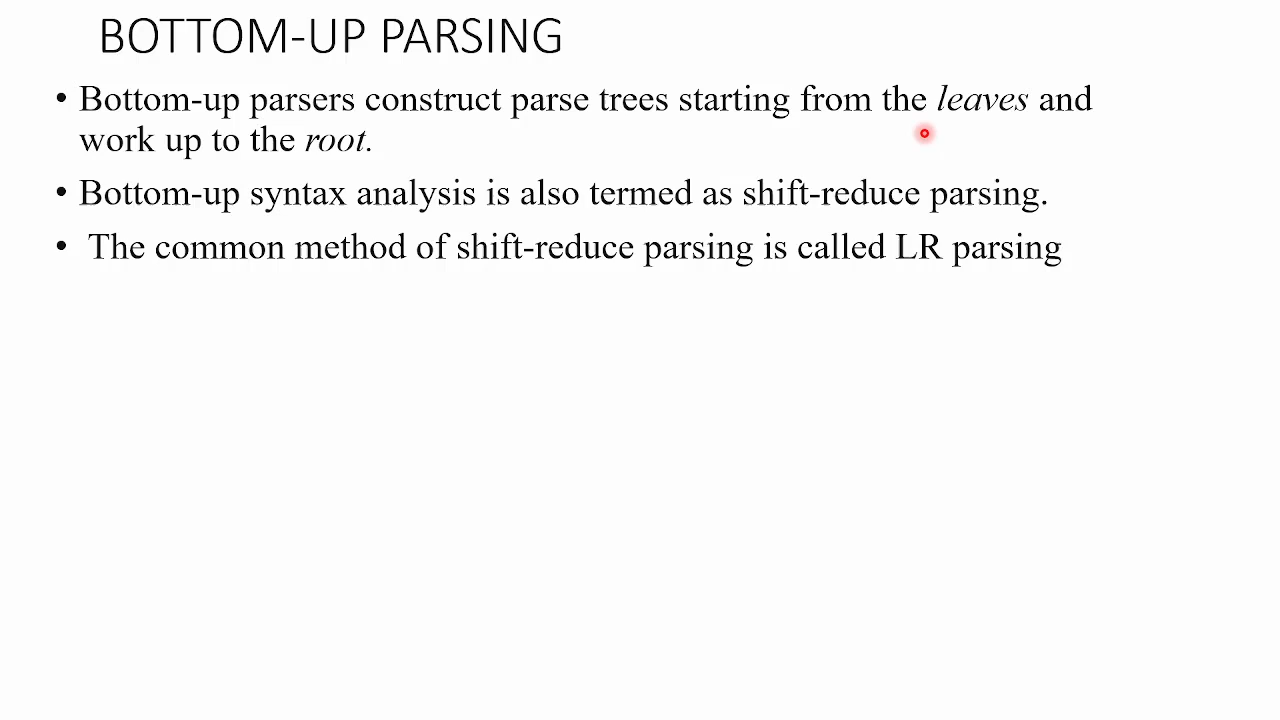 BOTTOM-UP PARSING
• Bottom-up parsers construct parse trees starting from the leaves and
work up to the root.
• Bottom-up syntax analysis is also termed as shift-reduce parsing.
• The common method of shift-reduce parsing is called LR parsing